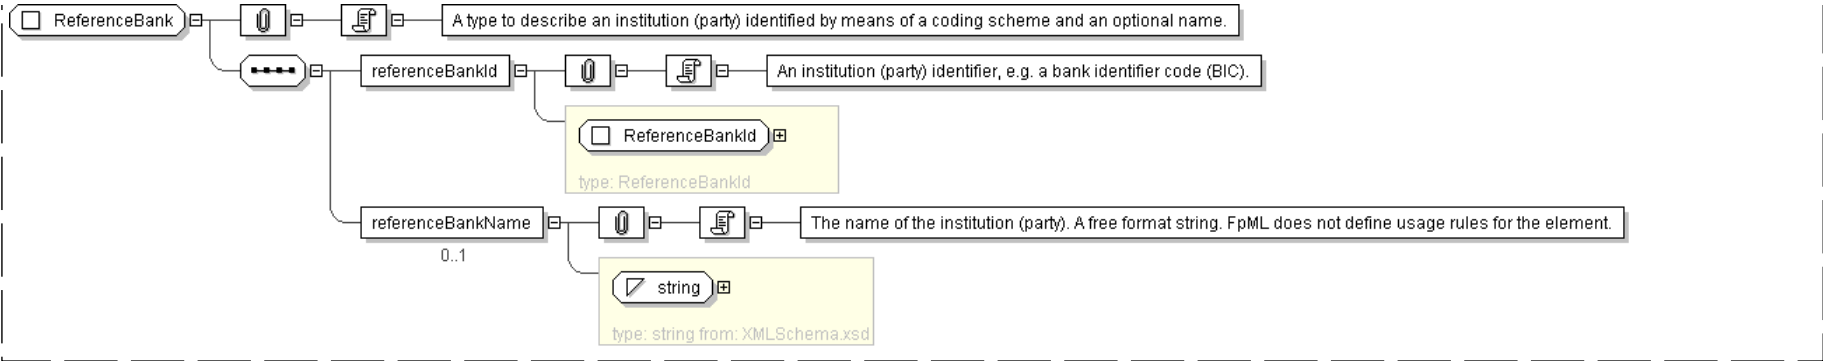 ReferenceBank
A type to describe an institution (party) identified by means of a coding scheme and an optional name.
referenceBankId
An institution (party) identifier, e.g. a bank identifier code (BIC).
ReferenceBankId
type: ReferenceBankId
referenceBankName
The name of the institution (party). A free format string. FpML does not define usage rules for the element.
0..1
string
type: string from: XMLSchema.xsd